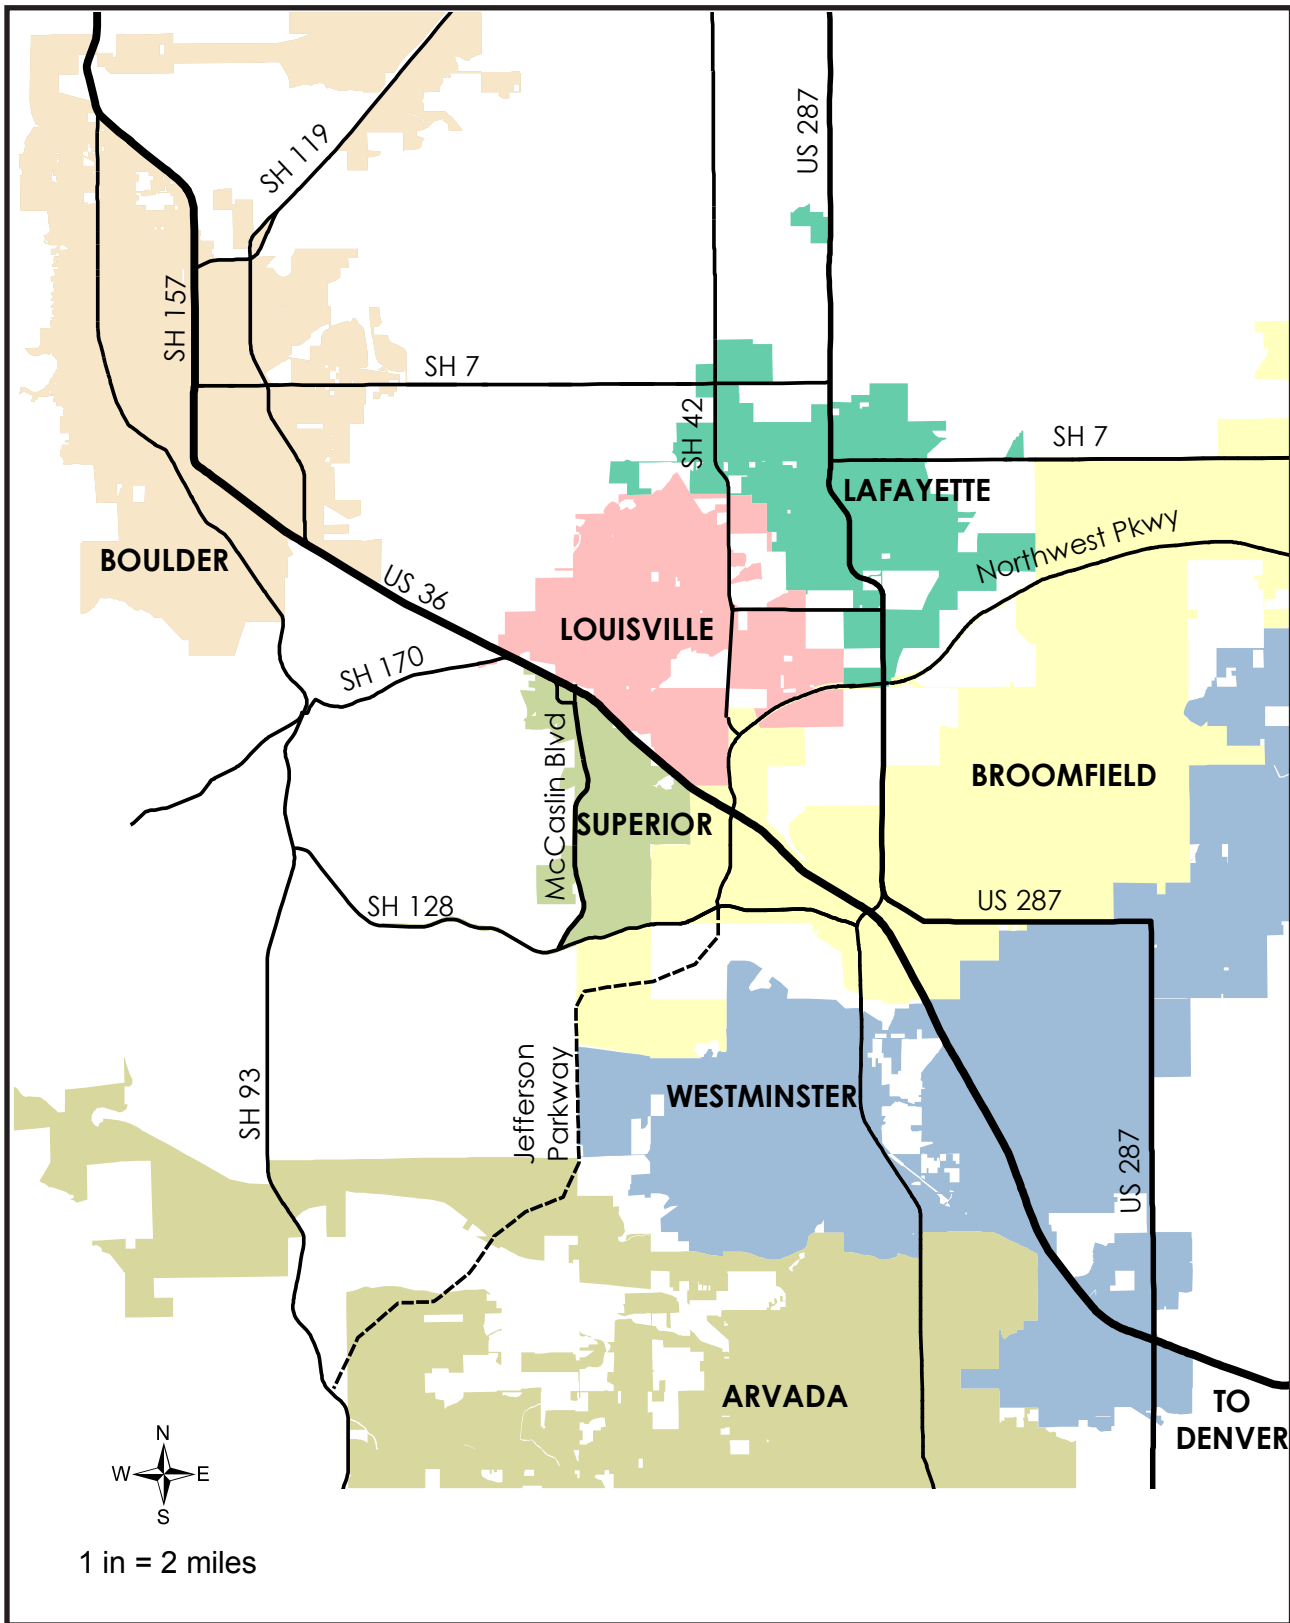 US 287
SH 119
SH 157
SH 7
SH 42
SH 7
LAFAYETTE
Northwest Pkwy
BOULDER
US 36
LOUISVILLE
SH 170
McCaslin Blvd
BROOMFIELD
SUPERIOR
US 287
SH 128
Jefferson
Parkway
SH 93
WESTMINSTER
US 287
ARVADA
TO
DENVER
N
W E
S
1 in = 2 miles